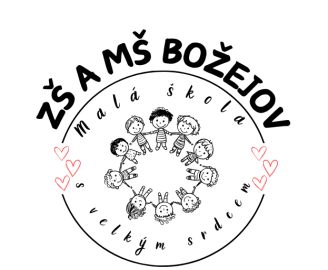 ZŠ A MŠ BOŽEJOV
Malá škola
s velkým srdcem